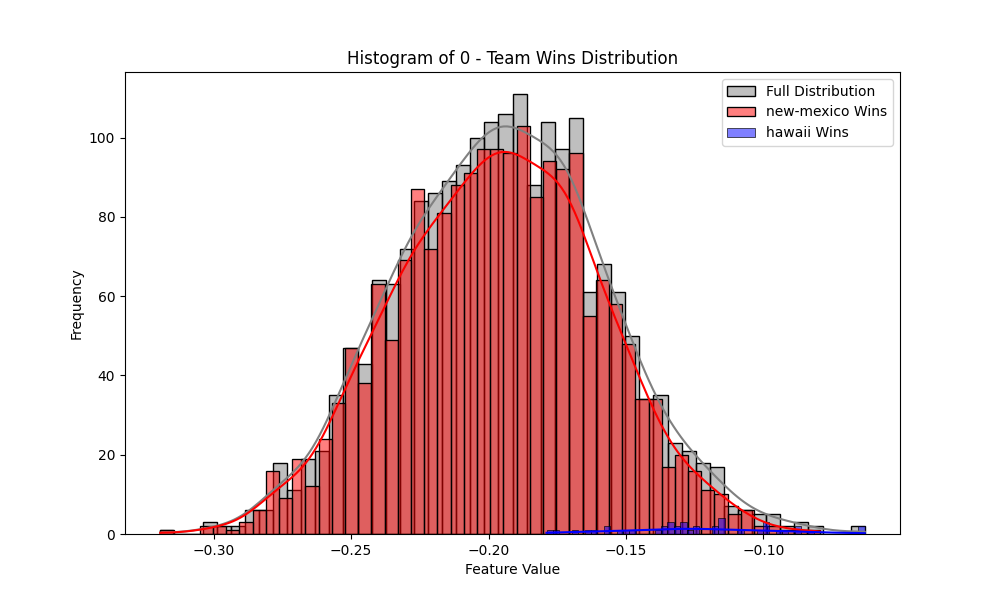 Histogram of 0 - Team Wins Distribution
Full Distribution
new-mexico Wins
hawaii Wins
Frequency
100
80
60
40
20
0
−0.30
−0.25
−0.20
−0.15
−0.10
Feature Value